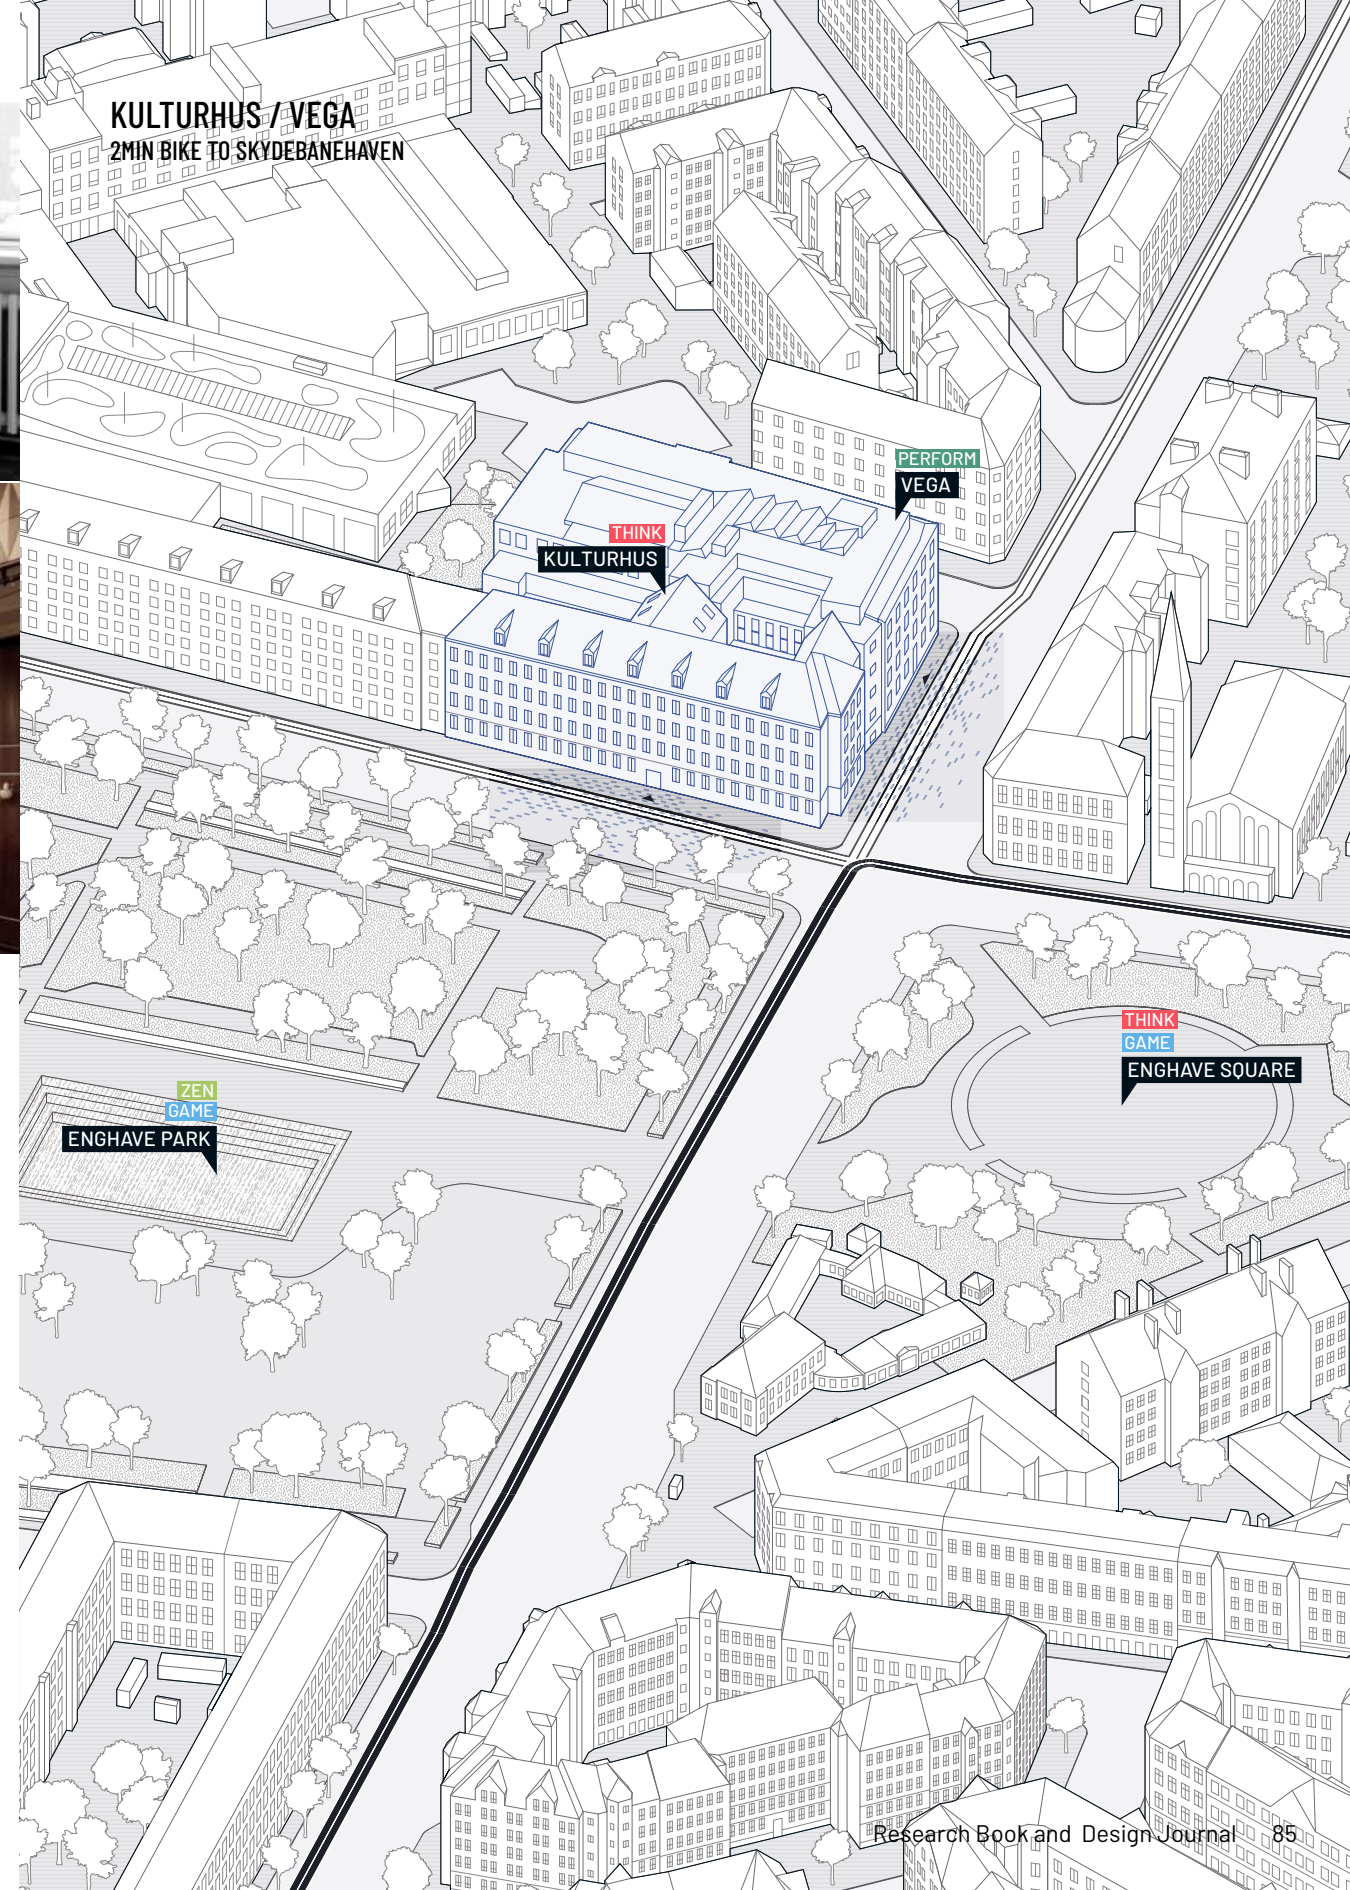 KULTURHUS / VEGA
2MIN BIKE TO SKYDEBANEHAVEN
PERFORM
VEGA
THINK
KULTURHUS
THINK
GAME
ENGHAVE SQUARE
ZEN
GAME
ENGHAVE PARK
Research Book and Design Journal 85